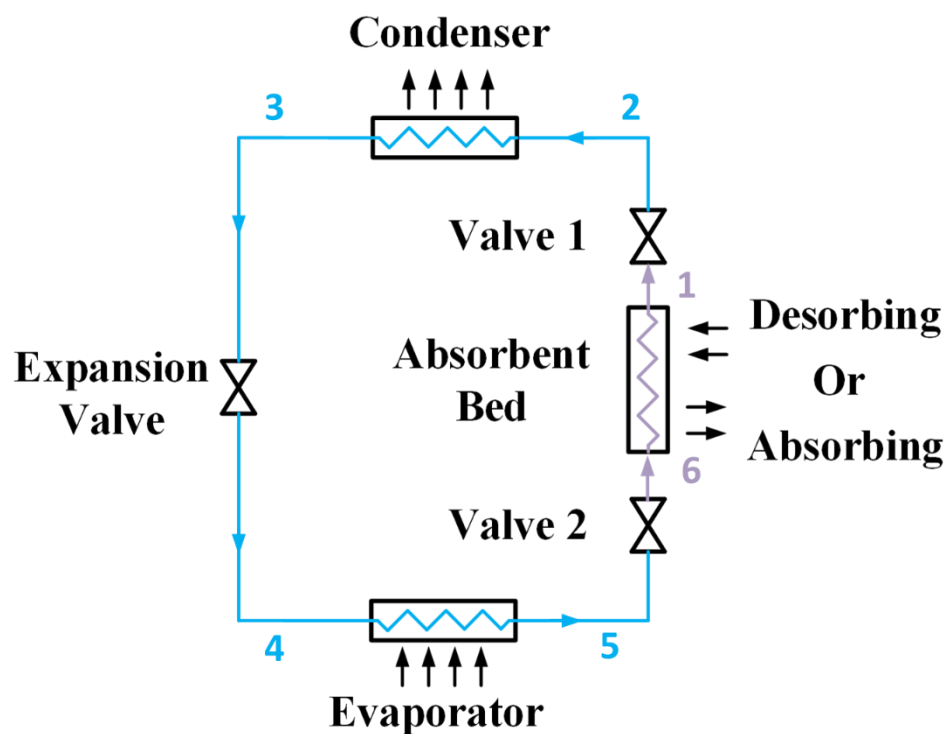 Condenser
3
2
Valve 1
1
Expansion
Valve
Absorbent
Bed
Desorbing
Or
Absorbing
6
Valve 2
4
5
Evaporator